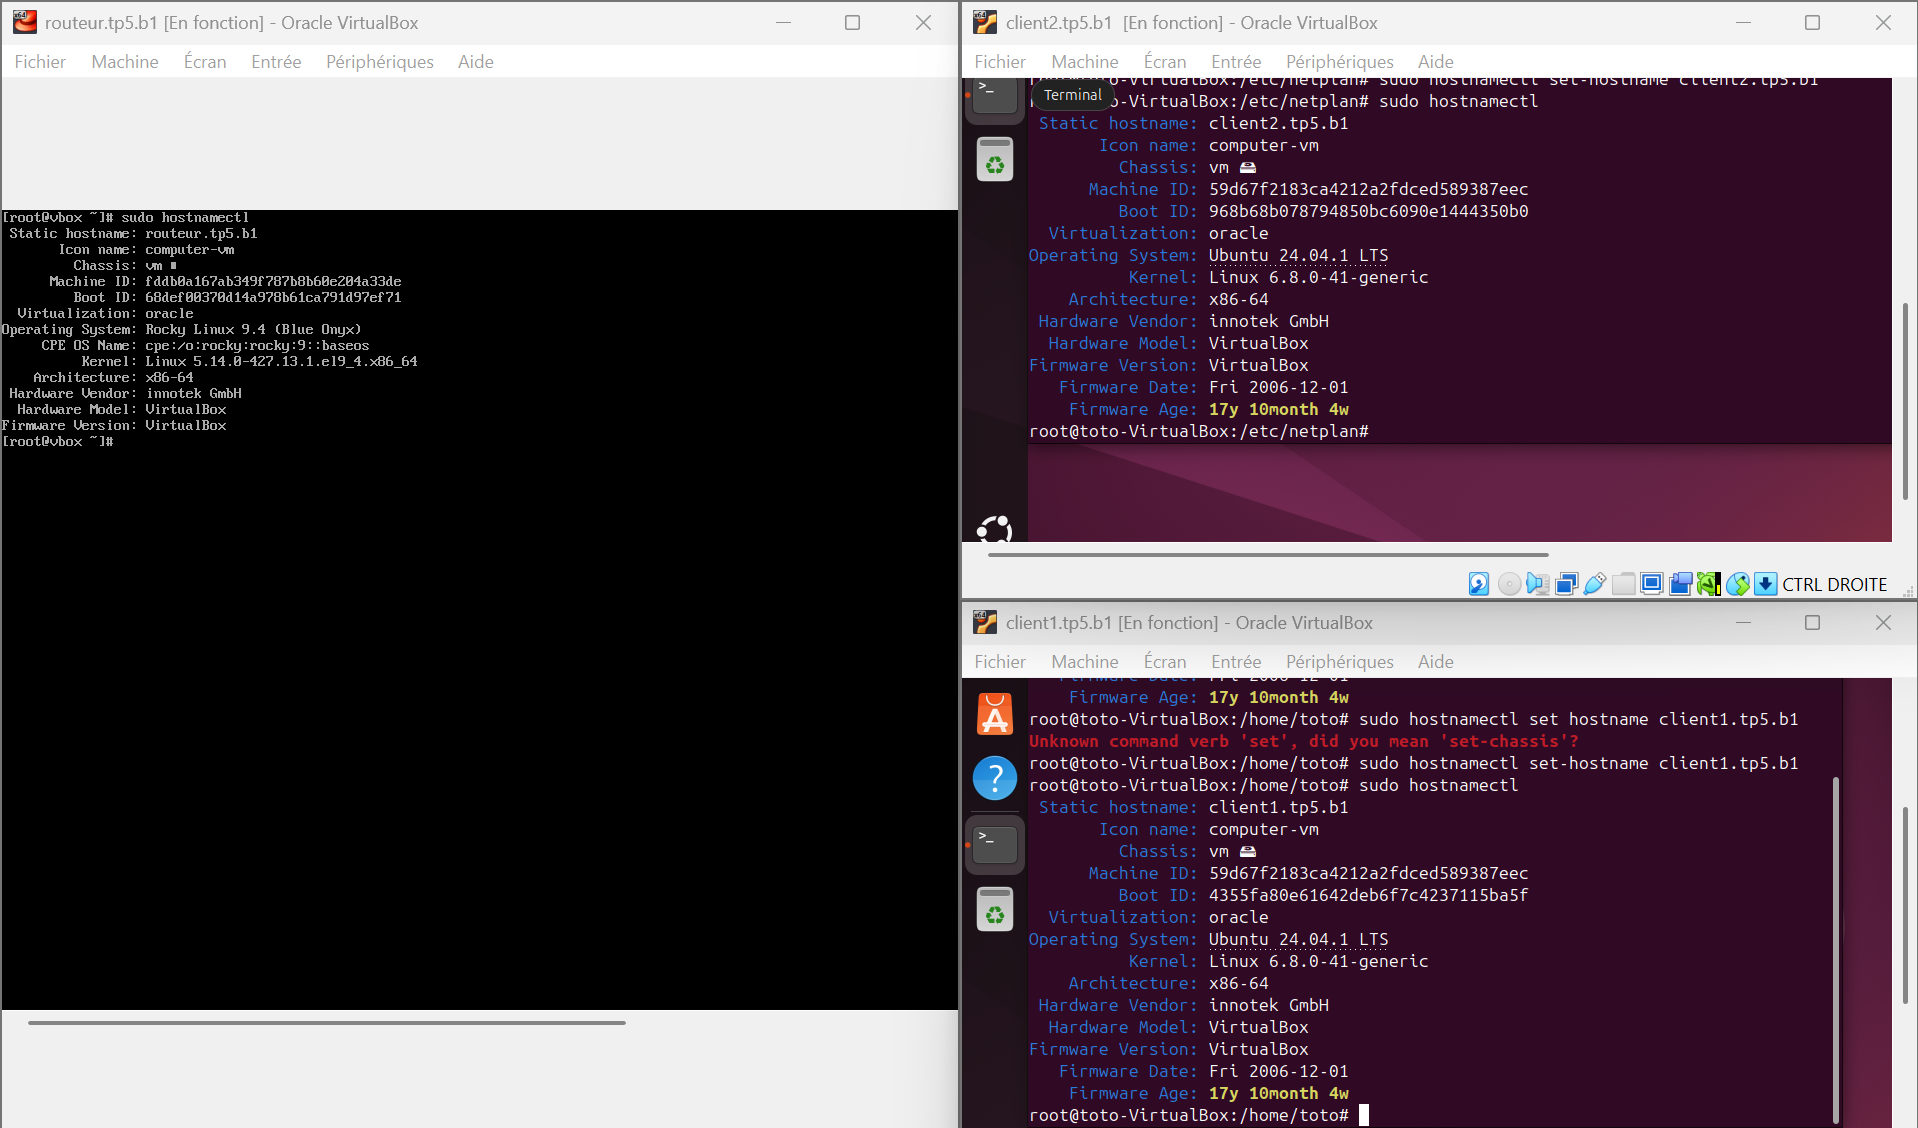 routeur.tp5.b1 [En fonction] - Oracle VirtualBox
Fichier Machine Écran Entrée Périphériques Aide
[root@vbox ~]# sudo hostnamectl
Static hostname: routeur.tp5.b1
Icon name: computer-vm
Chassis: vm
Machine ID: fddb0a167ab349f787b8b60e204a33de
Boot ID: 68def00370d14a978b61ca791d97ef71
Virtualization: oracle
Operating System: Rocky Linux 9.4 (Blue Onyx)
CPE OS Name: cpe:/o:rocky:rocky:9::baseos
Kernel: Linux 5.14.0-427.13.1.el9_4.x86_64
Architecture: x86-64
Hardware Vendor: innotek GmbH
Hardware Model: VirtualBox
Firmware Version: VirtualBox
[root@vbox ~]#
client2.tp5.b1 [En fonction] - Oracle VirtualBox
Fichier Machine Écran Entrée Périphériques Aide
root@toto-VirtualBox:/etc/netplan# sudo hostnamectl set-hostname client2.tp5.b1
Terminal
o-VirtualBox:/etc/netplan# sudo hostnamectl
Static hostname: client2.tp5.b1
Icon name: computer-vm
Chassis: vm
Machine ID: 59d67f2183ca4212a2fdced589387eec
Boot ID: 968b68b078794850bc6090e1444350b0
Virtualization: oracle
Operating System: Ubuntu 24.04.1 LTS
Kernel: Linux 6.8.0-41-generic
Architecture: x86-64
Hardware Vendor: innotek GmbH
Hardware Model: VirtualBox
Firmware Version: VirtualBox
Firmware Date: Fri 2006-12-01
Firmware Age: 17y 10month 4w
root@toto-VirtualBox:/etc/netplan#
CTRL DROITE
client1.tp5.b1 [En fonction] - Oracle VirtualBox
Fichier Machine Écran Entrée Périphériques Aide
Firmware Date: Fri 2006-12-01
Firmware Age: 17y 10month 4w
root@toto-VirtualBox:/home/toto# sudo hostnamectl set hostname client1.tp5.b1
Unknown command verb 'set', did you mean 'set-chassis'?
root@toto-VirtualBox:/home/toto# sudo hostnamectl set-hostname client1.tp5.b1
root@toto-VirtualBox:/home/toto# sudo hostnamectl
Static hostname: client1.tp5.b1
Icon name: computer-vm
Chassis: vm
Machine ID: 59d67f2183ca4212a2fdced589387eec
Boot ID: 4355fa80e61642deb6f7c4237115ba5f
Virtualization: oracle
Operating System: Ubuntu 24.04.1 LTS
Kernel: Linux 6.8.0-41-generic
Architecture: x86-64
Hardware Vendor: innotek GmbH
Hardware Model: VirtualBox
Firmware Version: VirtualBox
Firmware Date: Fri 2006-12-01
Firmware Age: 17y 10month 4w
root@toto-VirtualBox:/home/toto#